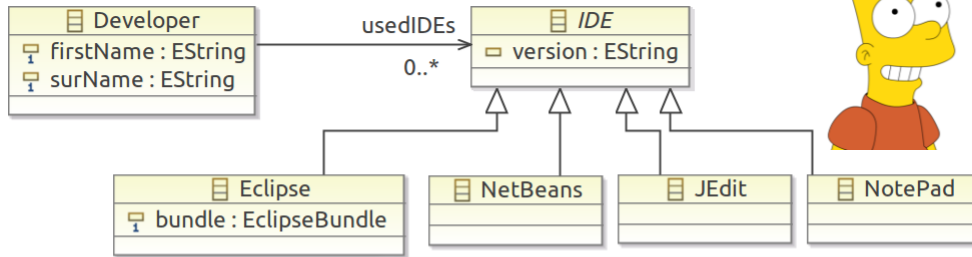 Developer
firstName : EString
surName : EString
usedIDEs
0..*
IDE
version : EString
Eclipse
bundle : EclipseBundle
NetBeans
JEdit
NotePad